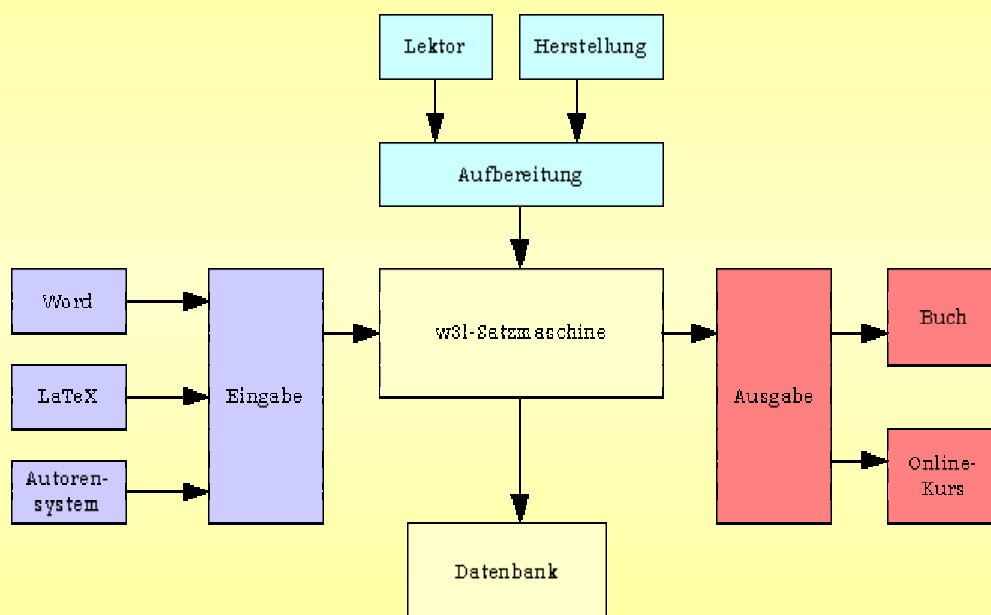 Lektor
Herstellung
Aufbereitung
Word
LaTeX
Autoren-
system
Eingabe
w3l-Satzmaschine
Ausgabe
Buch
Online-
Kurs
Datenbank